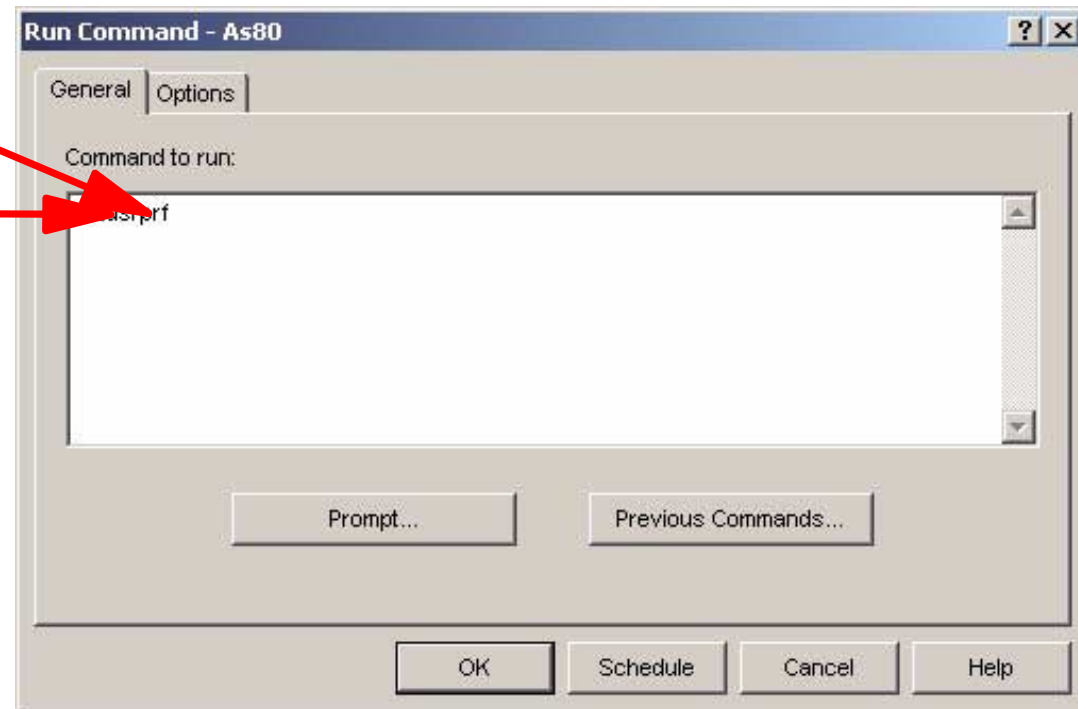 Run Command - As80
General Options
Command to run:
Prompt... Previous Commands...
OK Schedule Cancel Help